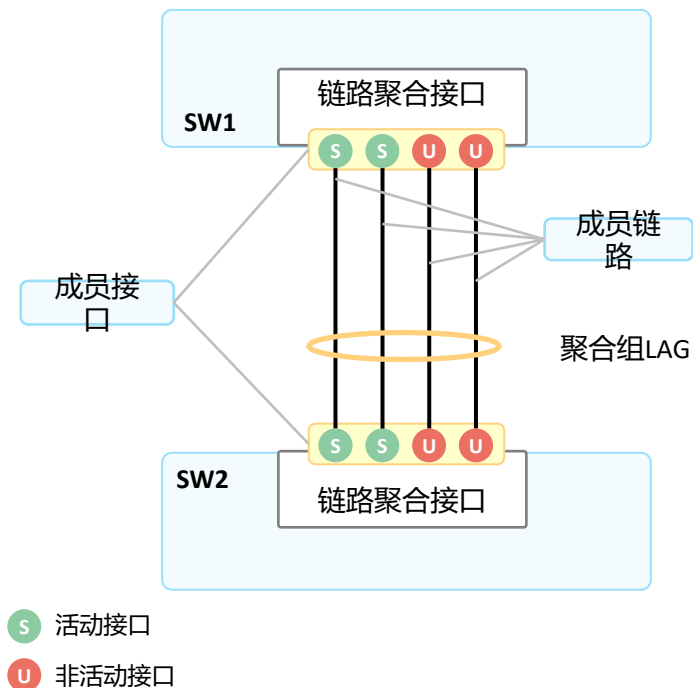 链路聚合接口
SW1
S S U U
成员链
路
成员接
口
聚合组LAG
S S U U
SW2
链路聚合接口
S 活动接口
U 非活动接口